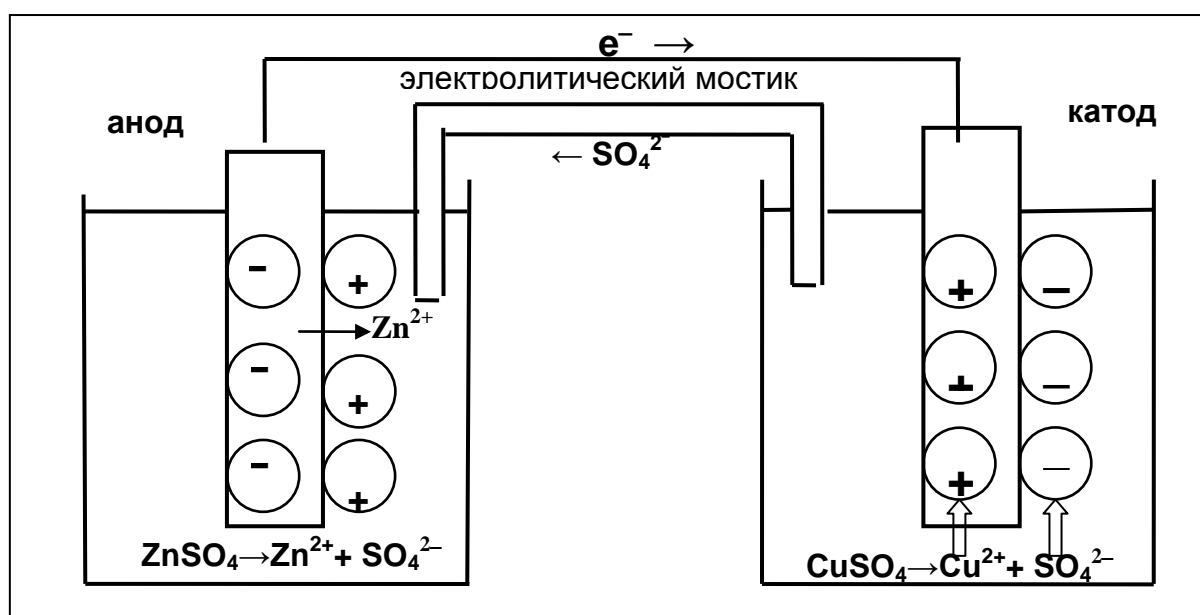 e⁻ →
электролитический мостик
анод
катод
← SO₄²⁻
- + + –
Zn²⁺
- + + –
- + + –
ZnSO₄→Zn²⁺+ SO₄²⁻
CuSO₄→Cu²⁺+ SO₄²⁻